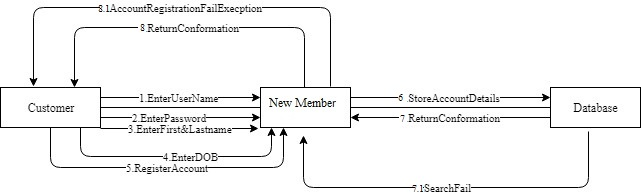 8.1AccountRegistrationFailExecption
8.ReturnConformation
1.EnterUserName
6 .StoreAccountDetails
Customer
New Member
Database
2.EnterPassword
7.ReturnConformation
3.EnterFirst&Lastname
4.EnterDOB
5.RegisterAccount
7.1SearchFail